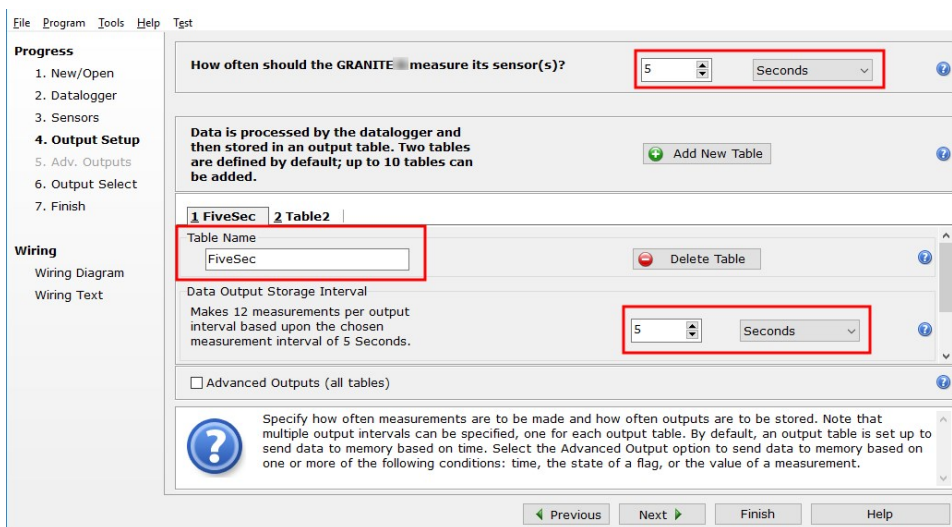 File Program Tools Help Test
Progress
1. New/Open
2. Datalogger
3. Sensors
4. Output Setup
5. Adv. Outputs
6. Output Select
7. Finish
Wiring
Wiring Diagram
Wiring Text
How often should the GRANITE measure its sensor(s)?
5 Seconds
Data is processed by the datalogger and
then stored in an output table. Two tables
are defined by default; up to 10 tables can
be added.
Add New Table
1 FiveSec 2 Table2
Table Name
FiveSec
Delete Table
Data Output Storage Interval
Makes 12 measurements per output
interval based upon the chosen
measurement interval of 5 Seconds.
5 Seconds
Advanced Outputs (all tables)
Specify how often measurements are to be made and how often outputs are to be stored. Note that
multiple output intervals can be specified, one for each output table. By default, an output table is set up to
send data to memory based on time. Select the Advanced Output option to send data to memory based on
one or more of the following conditions: time, the state of a flag, or the value of a measurement.
Previous Next Finish Help